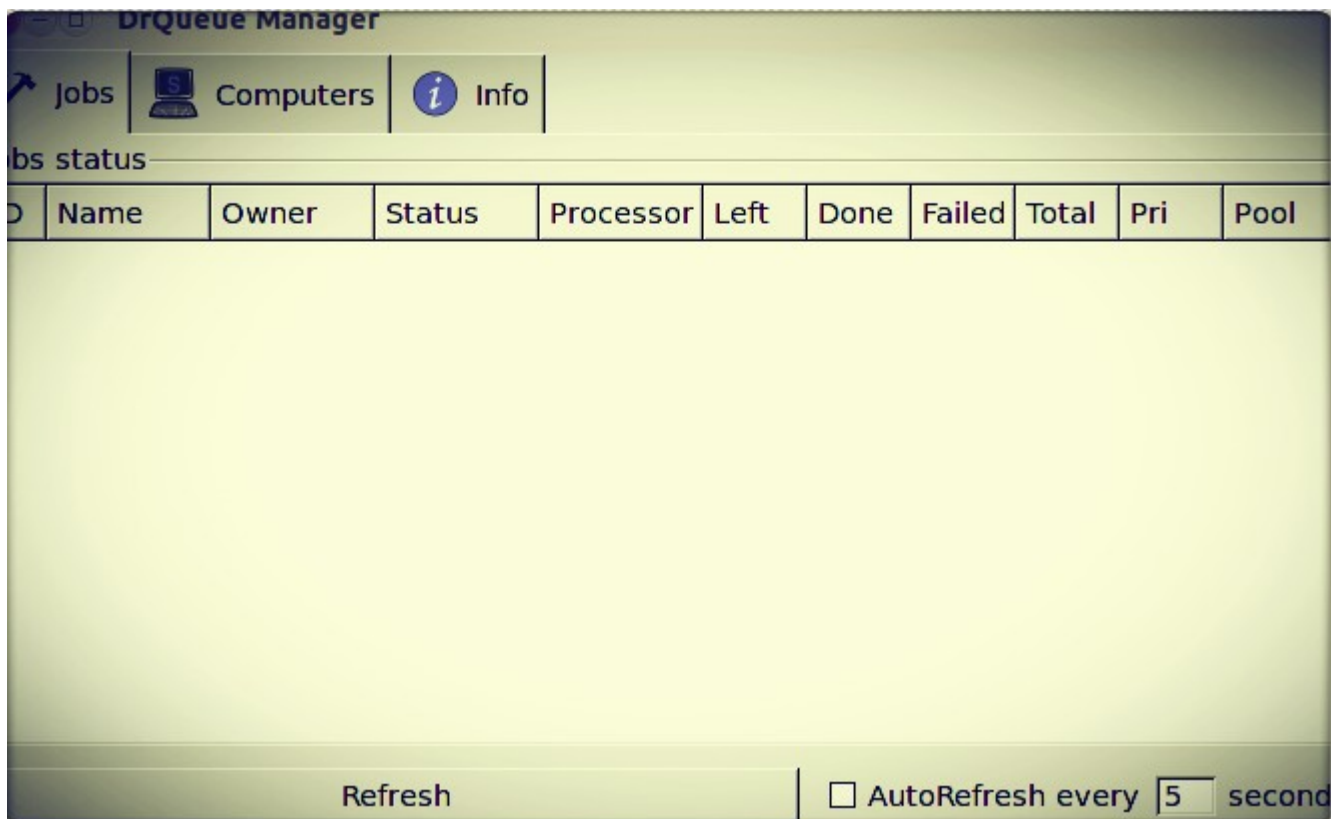 DrQueue Manager
Jobs Computers Info
bs status
D Name Owner Status Processor Left Done Failed Total Pri Pool
Refresh AutoRefresh every 5 second